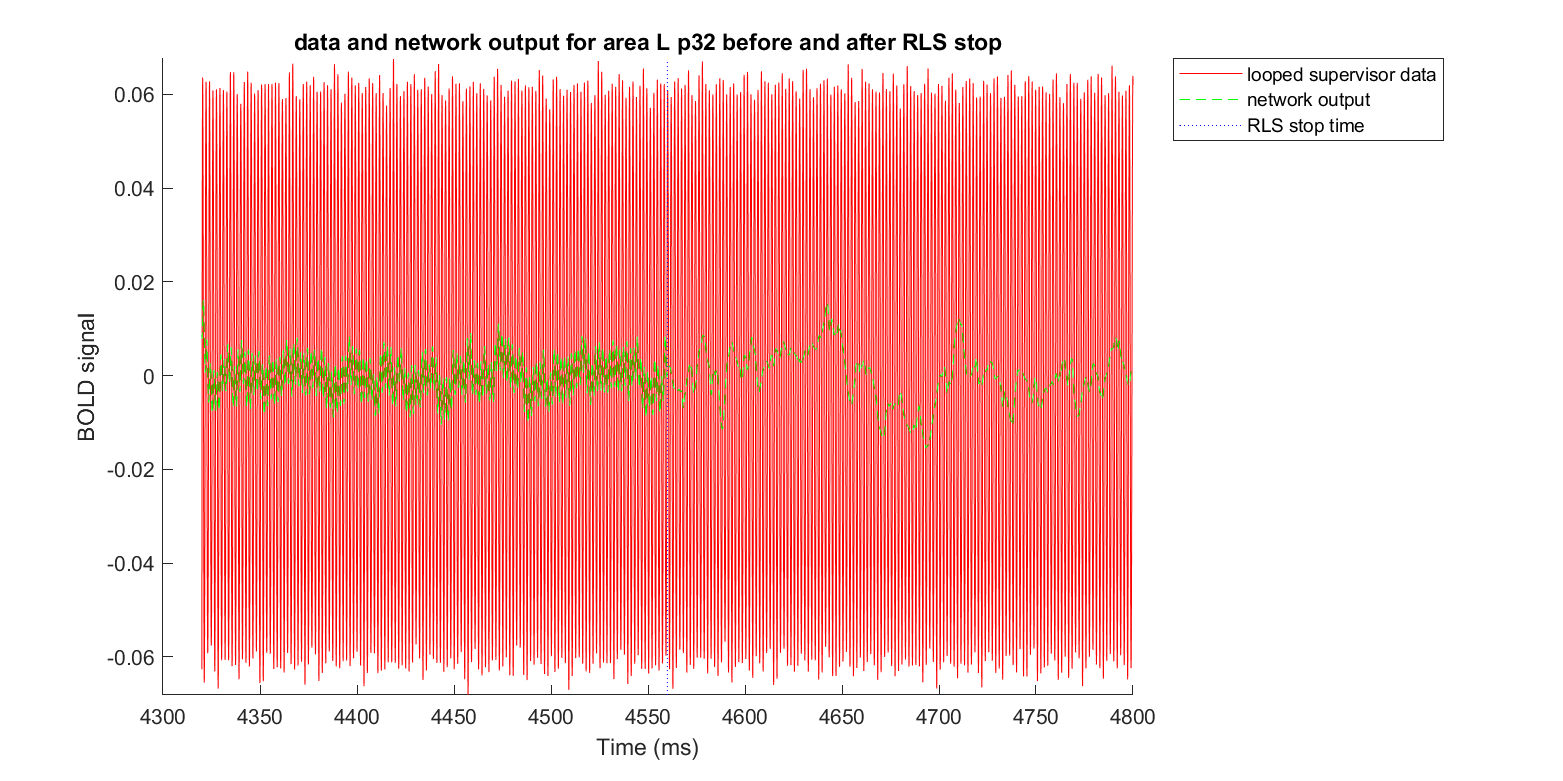 data and network output for area L p32 before and after RLS stop
looped supervisor data
network output
RLS stop time
BOLD signal
0.06
0.04
0.02
0
-0.02
-0.04
-0.06
4300 4350 4400 4450 4500 4550 4600 4650 4700 4750 4800
Time (ms)